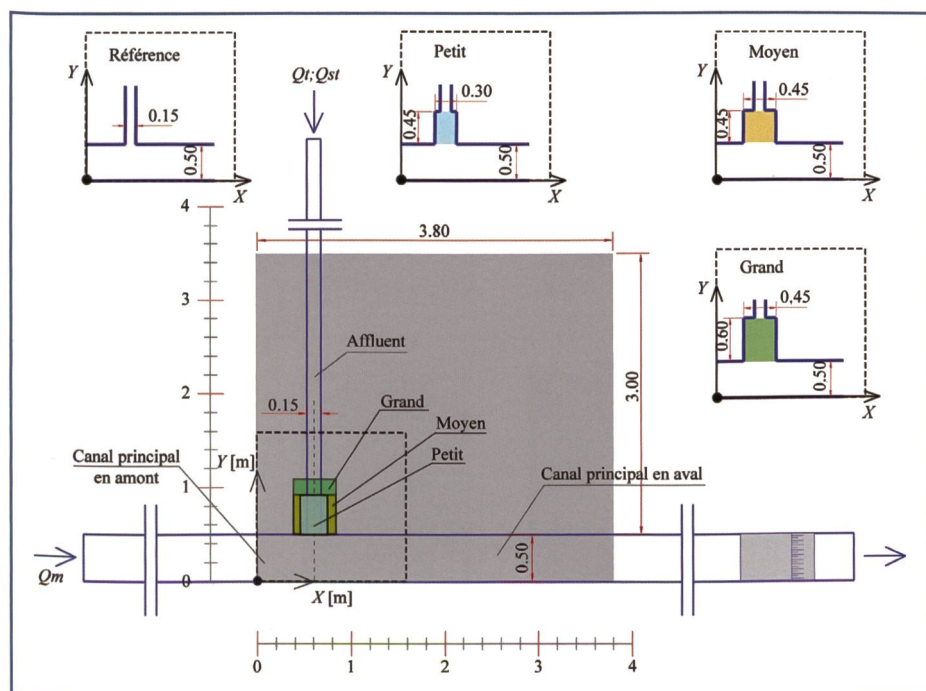 Référence
Y
0.15
0.50
X
Qt;Qst
Petit
Y
0.30
0.45
0.50
X
Moyen
Y
0.45
0.45
0.50
X
Grand
Y
0.45
0.60
0.50
X
4
3
2
1
0
3.80
3.00
Affluent
0.15
Grand
Moyen
Petit
Canal principal
en amont
Y [m]
Canal principal en aval
0.50
Qm
X [m]
0
1
2
3
4